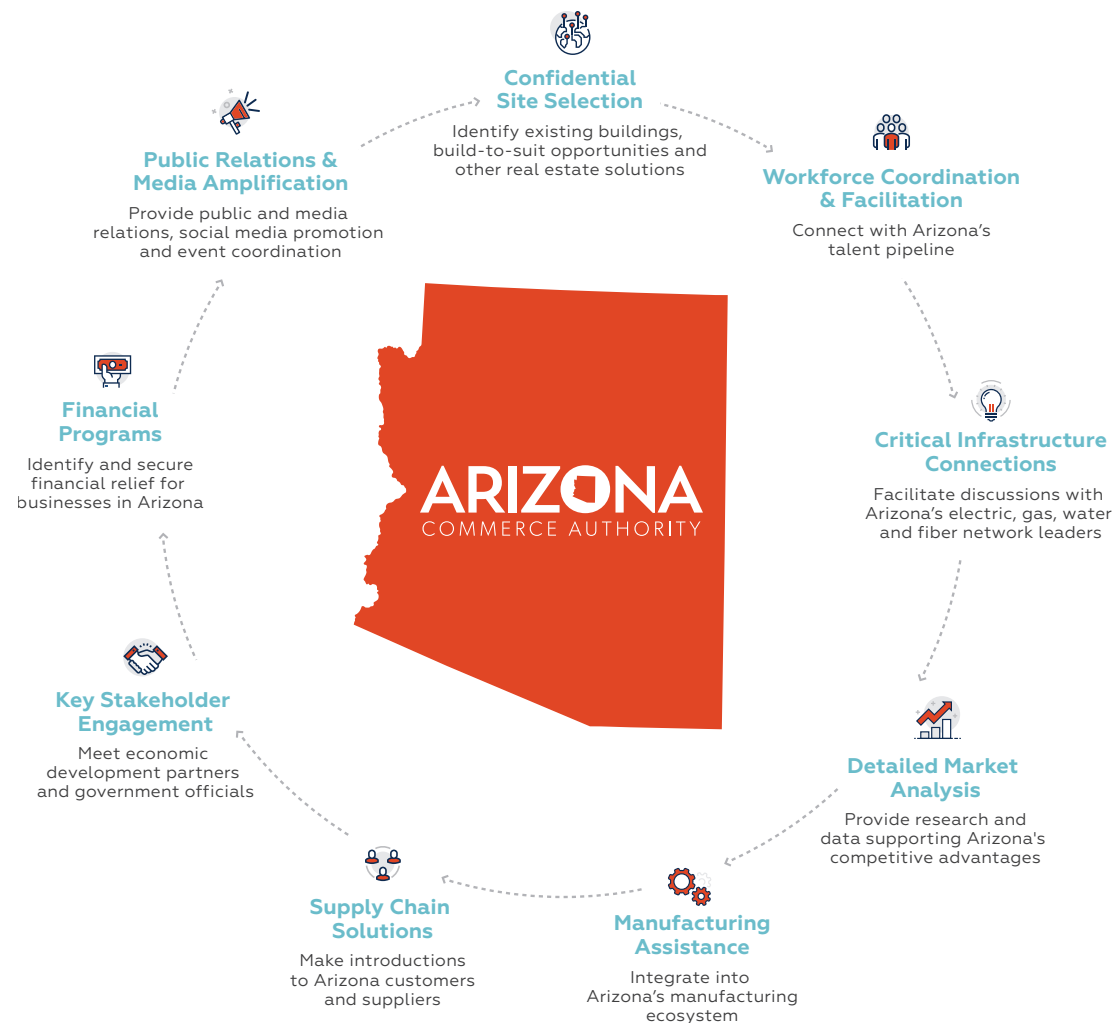 Confidential
Site Selection
Identify existing buildings,
build-to-suit opportunities and
other real estate solutions
Workforce Coordination
& Facilitation
Connect with Arizona’s
talent pipeline
Critical Infrastructure
Connections
Facilitate discussions with
Arizona’s electric, gas, water
and fiber network leaders
Detailed Market
Analysis
Provide research and
data supporting Arizona's
competitive advantages
Manufacturing
Assistance
Integrate into
Arizona’s manufacturing
ecosystem
Supply Chain
Solutions
Make introductions
to Arizona customers
and suppliers
Key Stakeholder
Engagement
Meet economic
development partners
and government officials
Financial
Programs
Identify and secure
financial relief for
businesses in Arizona
Public Relations &
Media Amplification
Provide public and media
relations, social media promotion
and event coordination
ARIZONA
COMMERCE AUTHORITY